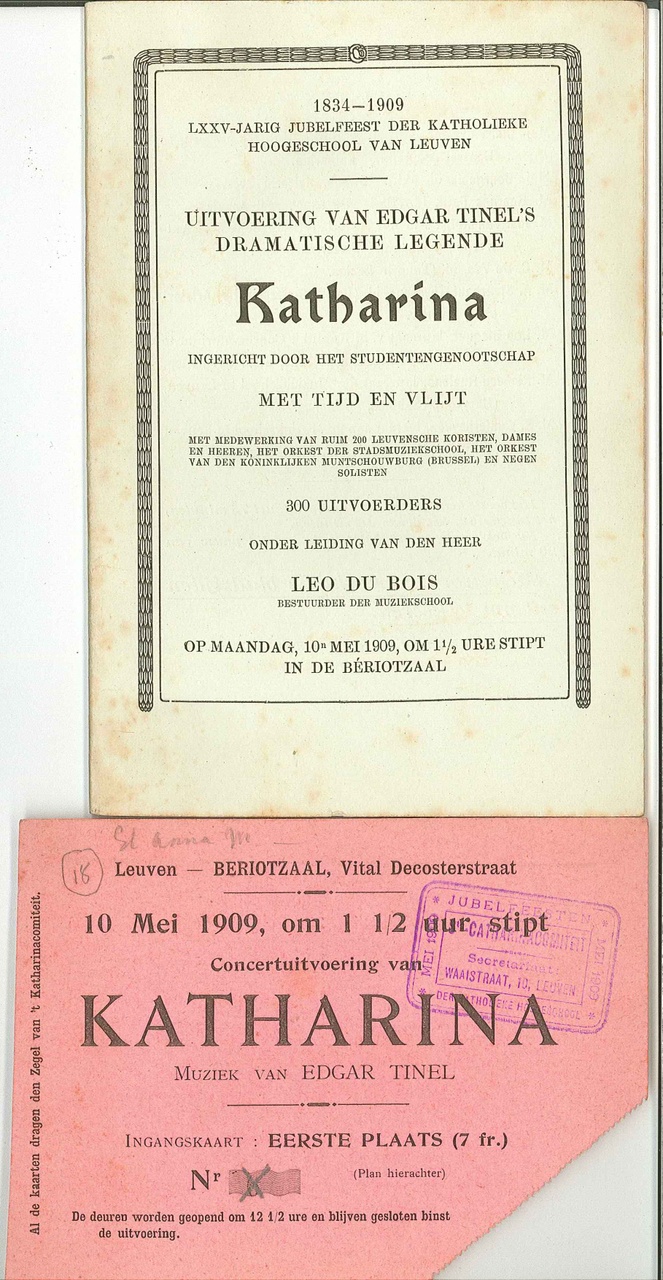 1834–1909
LXXV-JARIG JUBELFEEST DER KATHOLIEKE
HOOGESCHOOL VAN LEUVEN
UITVOERING VAN EDGAR TINEL'S
DRAMATISCHE LEGENDE
Katharina
INGERICHT DOOR HET STUDENTENGENOOTSCHAP
MET TIJD EN VLIJT
MET MEDEWERKING VAN RUIM 200 LEUVENSCHE KORISTEN, DAMES
EN HEEREN, HET ORKEST DER STADSMUZIEKSCHOOL, HET ORKEST
VAN DEN KONINKLIJKEN MUNTSCHOUWBURG (BRUSSEL) EN NEGEN
SOLISTEN
300 UITVOERDERS
ONDER LEIDING VAN DEN HEER
LEO DU BOIS
BESTUURDER DER MUZIEKSCHOOL
OP MAANDAG, 10ⁿ MEI 1909, OM 1 1/2 URE STIPT
IN DE BÉRIOTZAAL
18
Leuven — BERIOTZAAL, Vital Decosterstraat
10 Mei 1909, om 1 1/2 uur stipt
Concertuitvoering van
KATHARINA
MUZIEK VAN EDGAR TINEL
INGANGSKAART : EERSTE PLAATS (7 fr.)
Nr
(Plan hierachter)
De deuren worden geopend om 12 1/2 ure en blijven gesloten binst
de uitvoering.
Al de kaarten dragen den Zegel van 't Katharinacomiteit.
* JUBELFEESTEN *
CATHARINACOMITEIT
Secretariaat:
WAAISTRAAT, 10, LEUVEN
MEI 1909